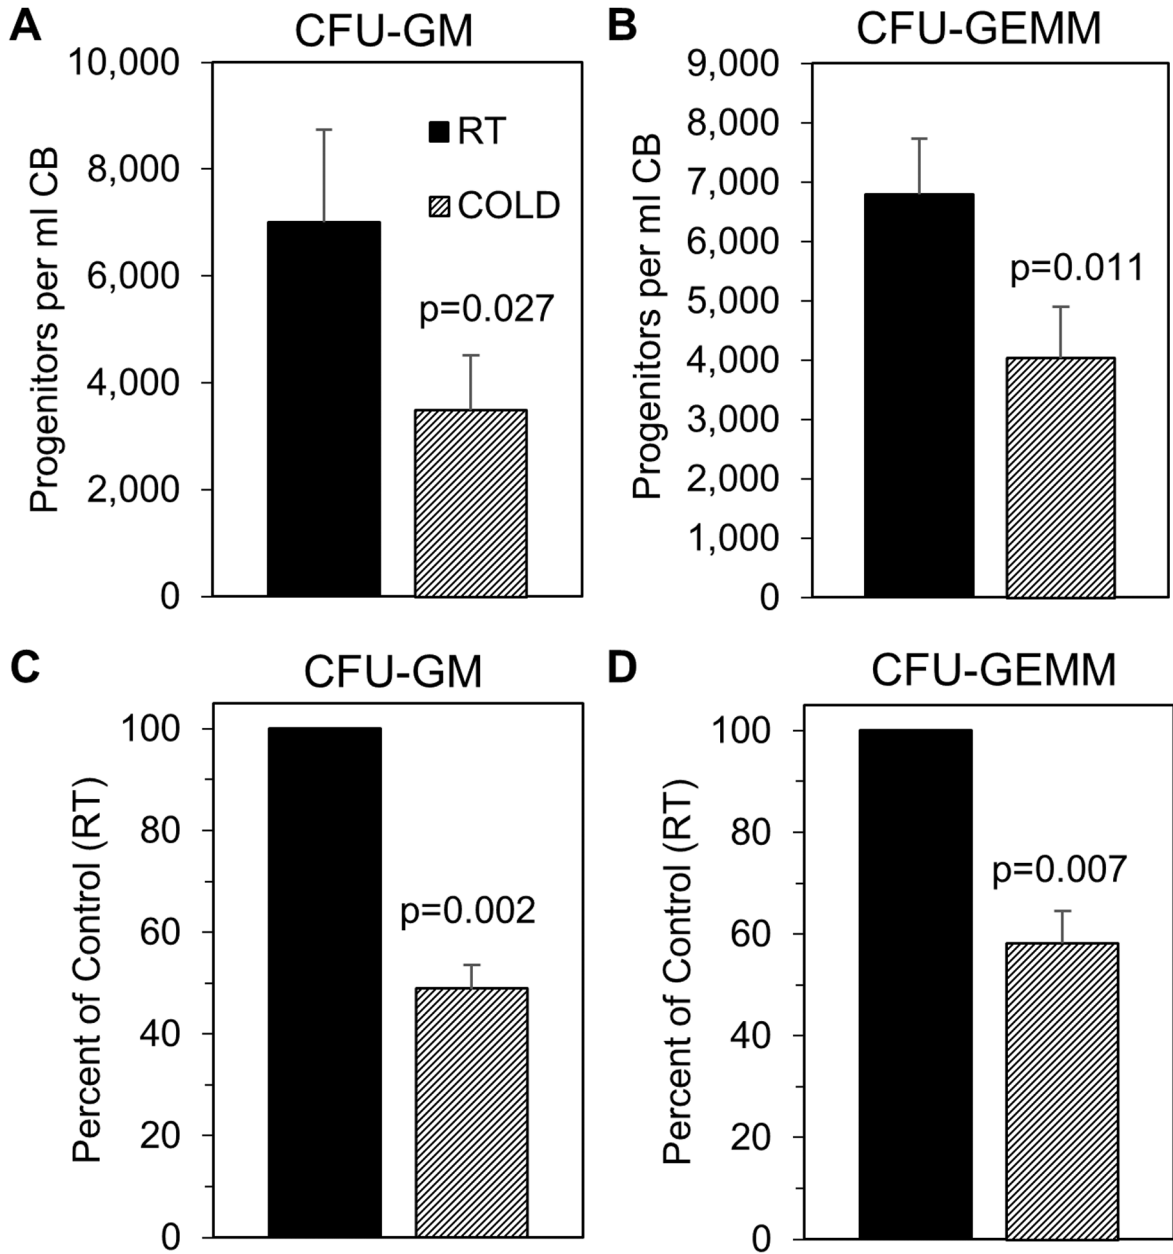 A
CFU-GM
Progenitors per ml CB
10,000
8,000
6,000
4,000
2,000
0
RT
COLD
p=0.027
B
CFU-GEMM
Progenitors per ml CB
9,000
8,000
7,000
6,000
5,000
4,000
3,000
2,000
1,000
0
p=0.011
C
CFU-GM
Percent of Control (RT)
100
80
60
40
20
0
p=0.002
D
CFU-GEMM
Percent of Control (RT)
100
80
60
40
20
0
p=0.007